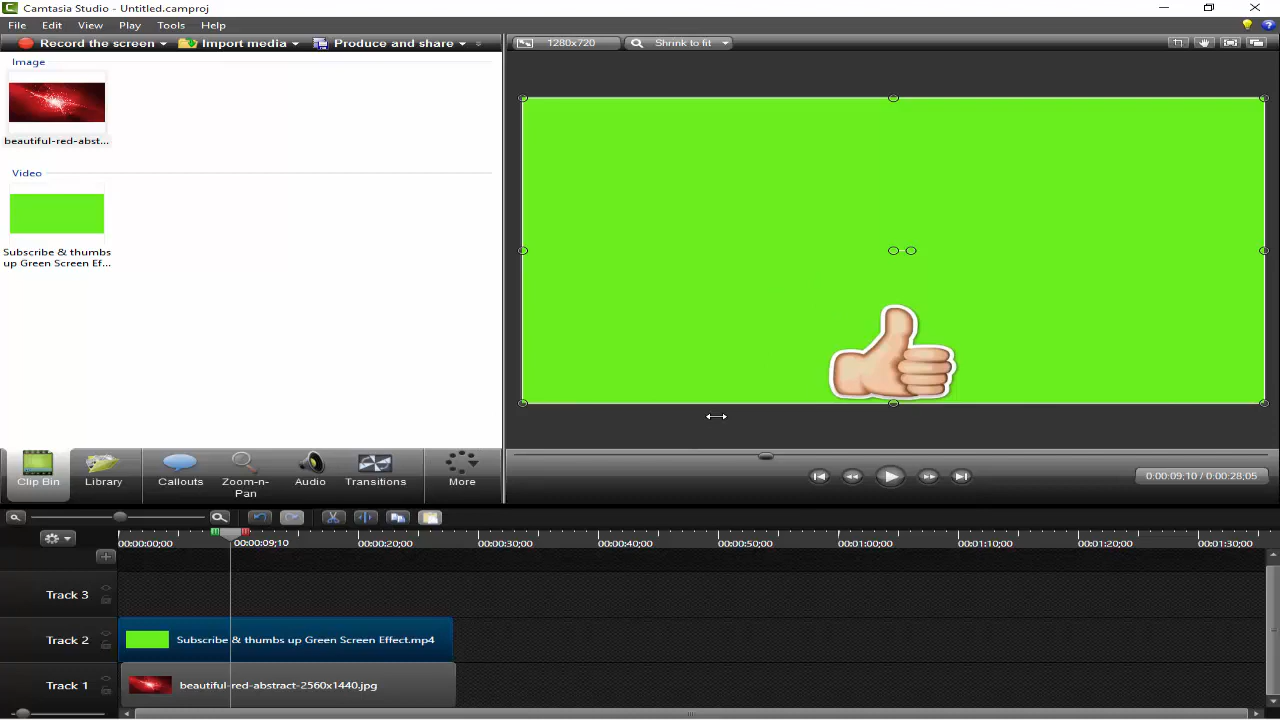 Camtasia Studio - Untitled.camproj
File Edit View Play Tools Help
Record the screen Import media Produce and share
1280x720 Shrink to fit
Image
beautiful-red-abst...
Video
Subscribe & thumbs
up Green Screen Ef...
Clip Bin
Library
Callouts
Zoom-n-
Pan
Audio
Transitions
More
0:00:09;10 / 0:00:28;05
00:00:00;00 00:00:09;10 00:00:20;00 00:00:30;00 00:00:40;00 00:00:50;00 00:01:00;00 00:01:10;00 00:01:20;00 00:01:30;00
Track 3
Track 2 Subscribe & thumbs up Green Screen Effect.mp4
Track 1 beautiful-red-abstract-2560x1440.jpg